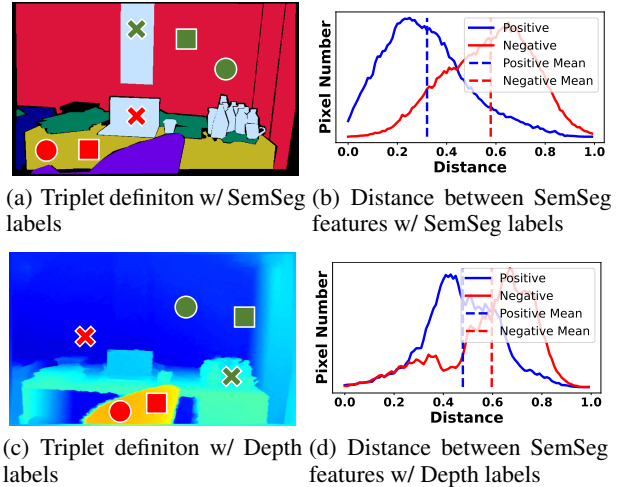 Pixel Number
Positive
Negative
Positive Mean
Negative Mean
0.0 0.2 0.4 0.6 0.8 1.0
Distance
(a) Triplet definiton w/ SemSeg
labels
(b) Distance between SemSeg
features w/ SemSeg labels
Pixel Number
Positive
Negative
Positive Mean
Negative Mean
0.0 0.2 0.4 0.6 0.8 1.0
Distance
(c) Triplet definiton w/ Depth
labels
(d) Distance between SemSeg
features w/ Depth labels